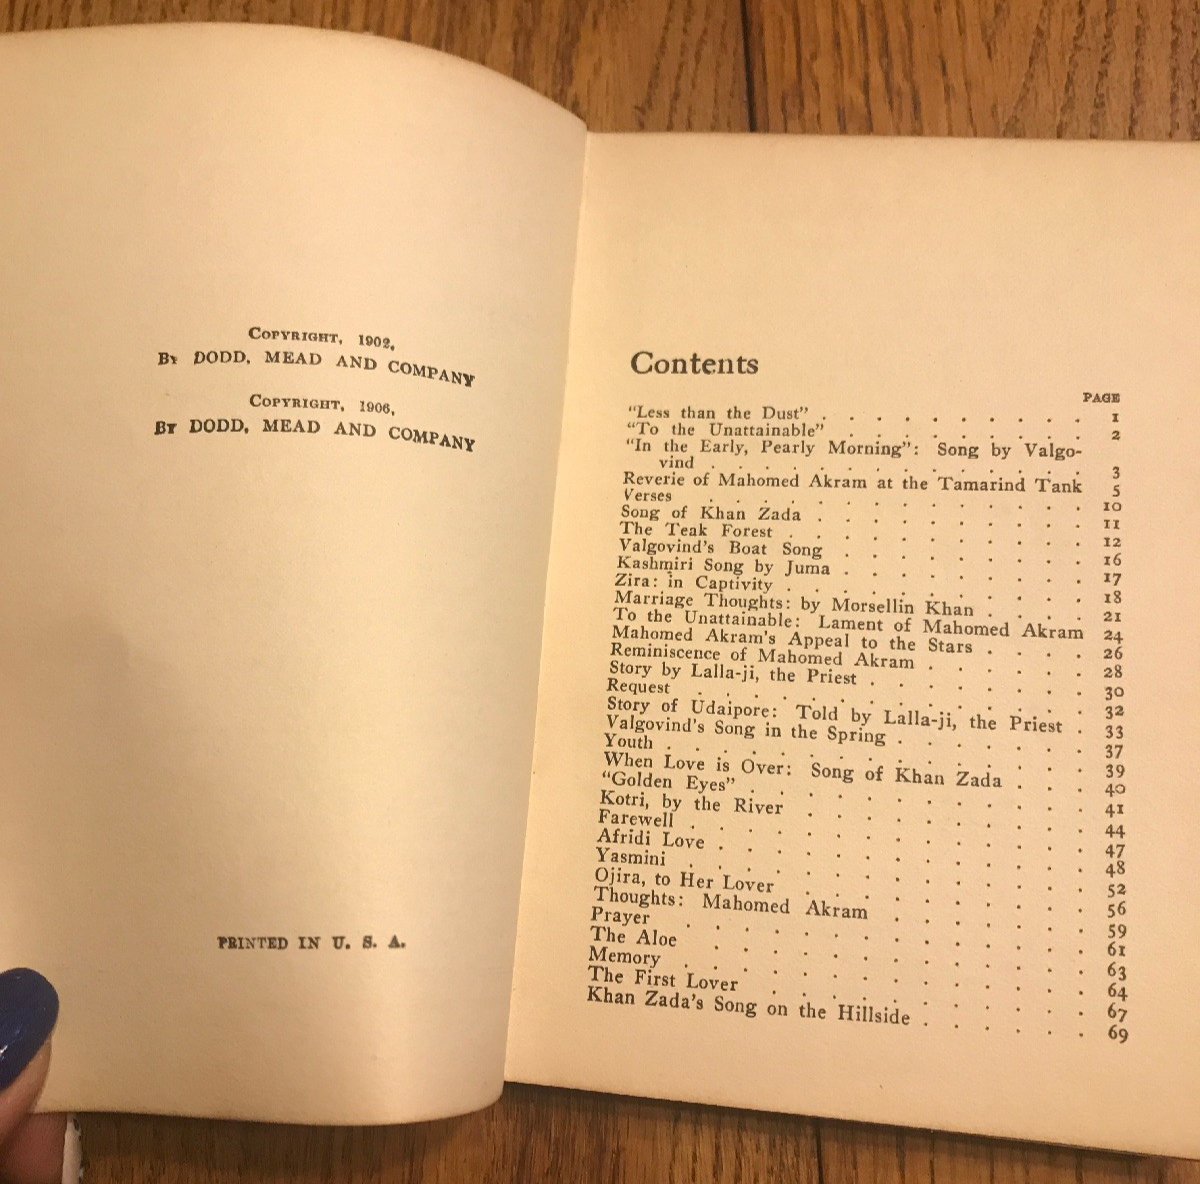 COPYRIGHT, 1902,
BY DODD, MEAD AND COMPANY
COPYRIGHT, 1906,
BY DODD, MEAD AND COMPANY
PRINTED IN U. S. A.
Contents
PAGE
"Less than the Dust" . . . . . . . . . 1
"To the Unattainable" . . . . . . . . 2
"In the Early, Pearly Morning": Song by Valgo-
vind . . . . . . . . . . . 3
Reverie of Mahomed Akram at the Tamarind Tank 5
Verses . . . . . . . . . . . . 10
Song of Khan Zada . . . . . . . . . 11
The Teak Forest . . . . . . . . . . 12
Valgovind's Boat Song . . . . . . . . 16
Kashmiri Song by Juma . . . . . . . . 17
Zira: in Captivity . . . . . . . . . . 18
Marriage Thoughts: by Morsellin Khan . . . . 21
To the Unattainable: Lament of Mahomed Akram 24
Mahomed Akram's Appeal to the Stars . . . . 26
Reminiscence of Mahomed Akram . . . . . 28
Story by Lalla-ji, the Priest . . . . . . . 30
Request . . . . . . . . . . . . 32
Story of Udaipore: Told by Lalla-ji, the Priest . 33
Valgovind's Song in the Spring . . . . . . 37
Youth . . . . . . . . . . . . 39
When Love is Over: Song of Khan Zada . . . 40
"Golden Eyes" . . . . . . . . . . 41
Kotri, by the River . . . . . . . . . 44
Farewell . . . . . . . . . . . . 47
Afridi Love . . . . . . . . . . . 48
Yasmini . . . . . . . . . . . . 52
Ojira, to Her Lover . . . . . . . . . 56
Thoughts: Mahomed Akram . . . . . . 59
Prayer . . . . . . . . . . . . 61
The Aloe . . . . . . . . . . . 63
Memory . . . . . . . . . . . . 64
The First Lover . . . . . . . . . . 67
Khan Zada's Song on the Hillside . . . . . 69